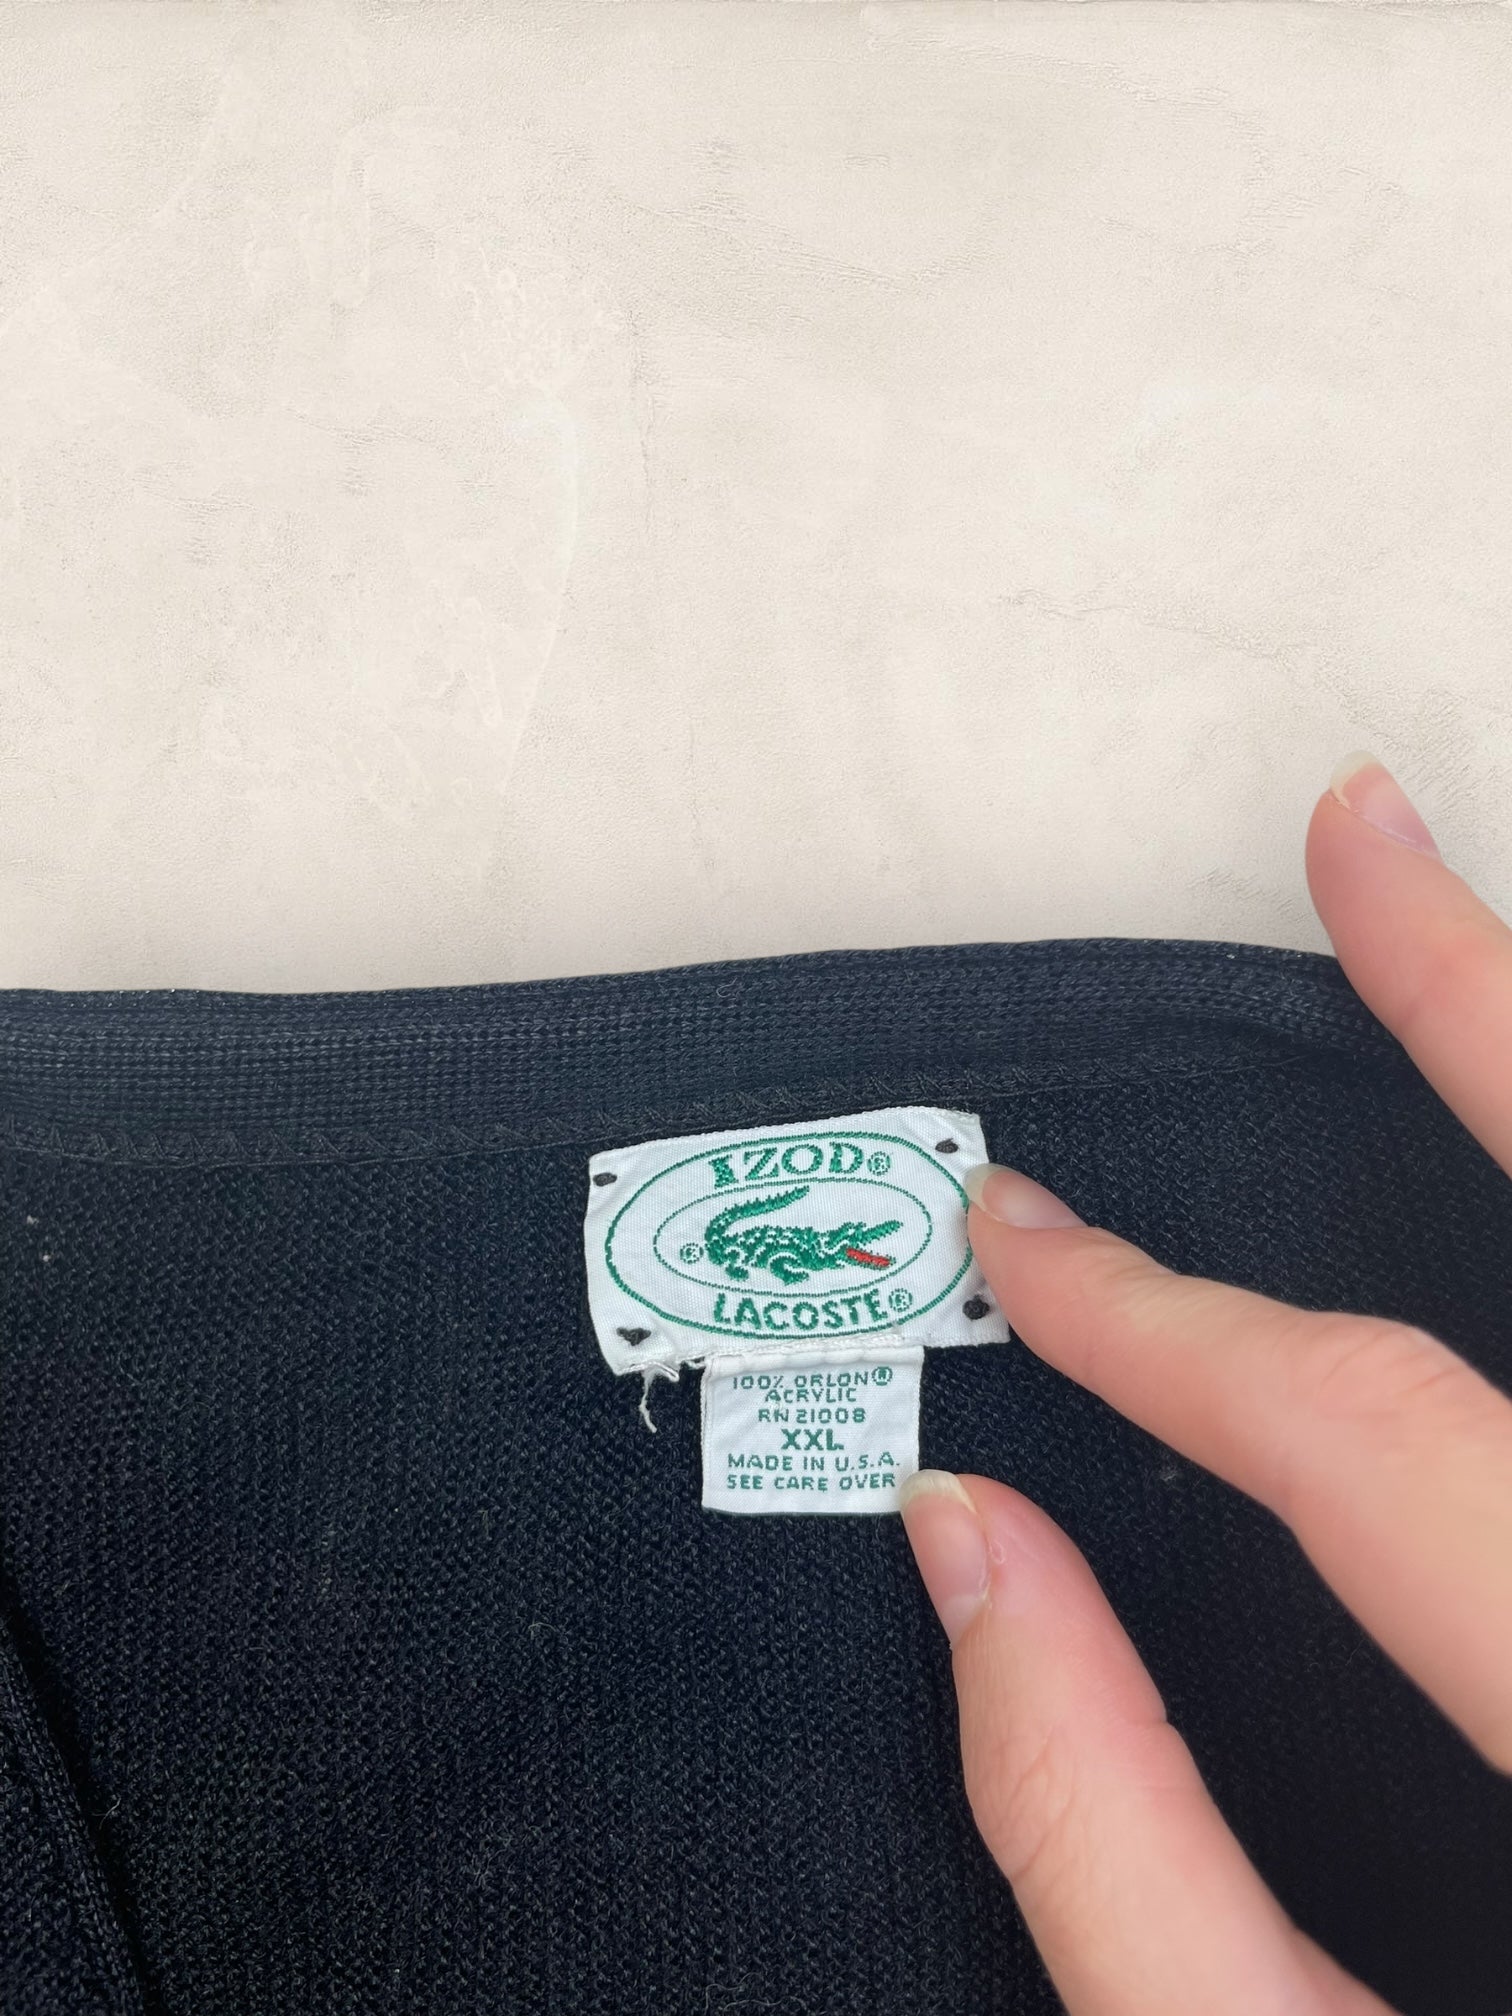 IZOD®
®
LACOSTE®
100% ORLON®
ACRYLIC
RN 21008
XXL
MADE IN U.S.A.
SEE CARE OVER